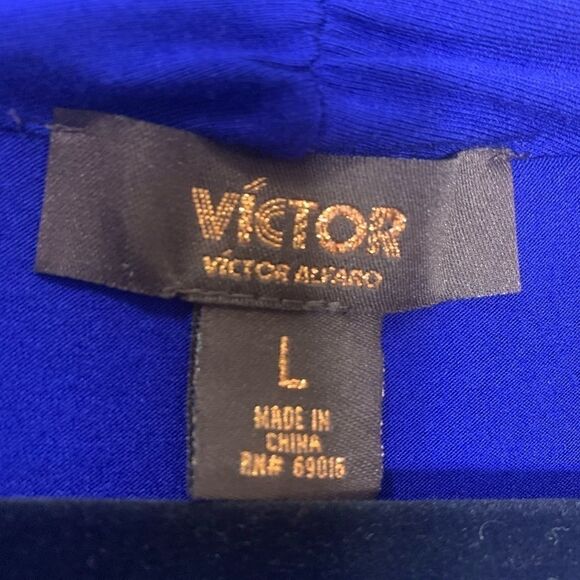 VÍCTOR
VÍCTOR ALFARO
L
MADE IN
CHINA
RN# 69015